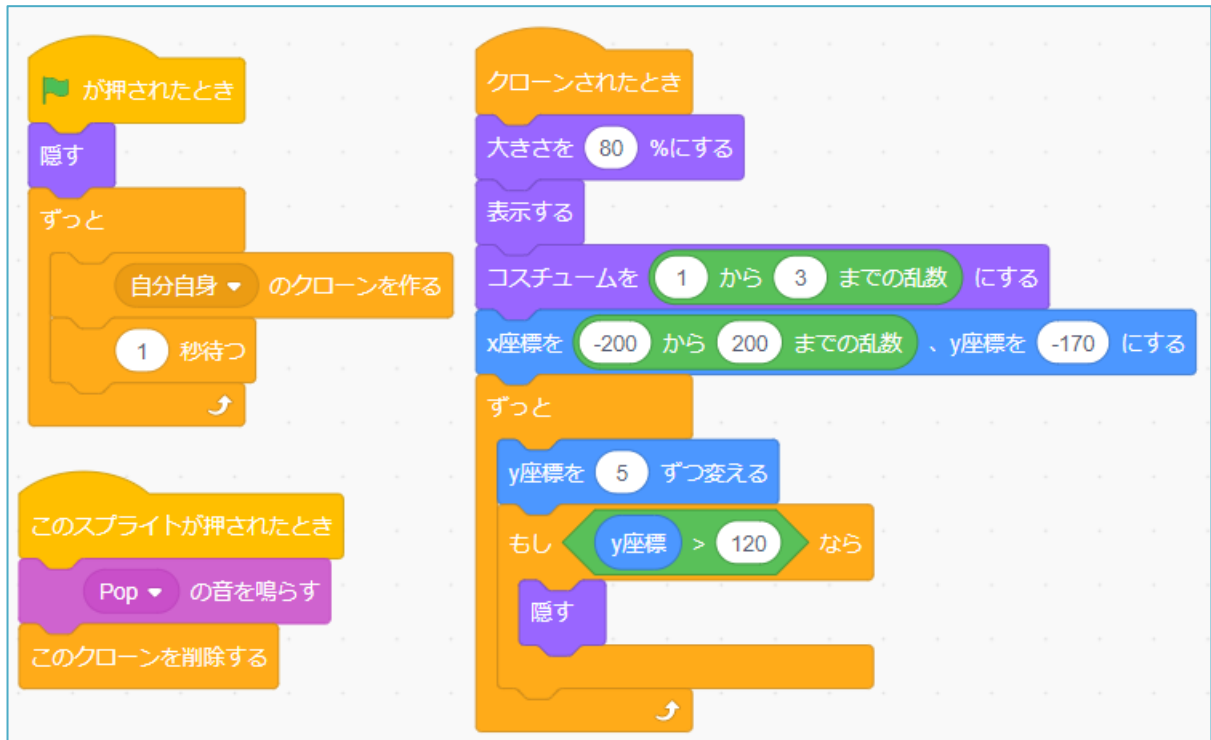 が押されたとき
隠す
ずっと
自分自身 のクローンを作る
1 秒待つ
このスプライトが押されたとき
Pop の音を鳴らす
このクローンを削除する
クローンされたとき
大きさを 80 %にする
表示する
コスチュームを 1 から 3 までの乱数 にする
x座標を -200 から 200 までの乱数 、y座標を -170 にする
ずっと
y座標を 5 ずつ変える
もし y座標 > 120 なら
隠す